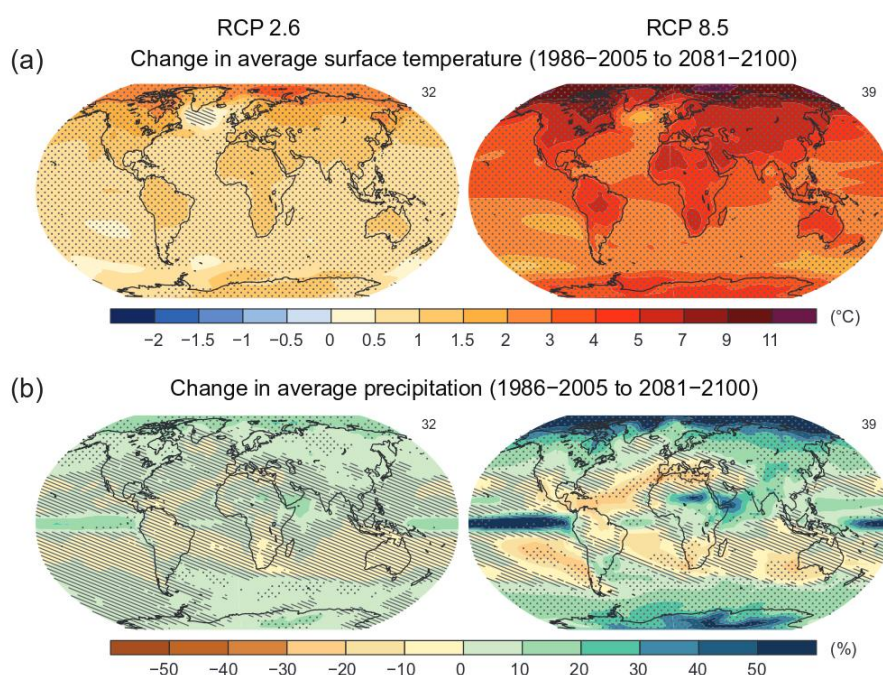 RCP 2.6 RCP 8.5
(a) Change in average surface temperature (1986−2005 to 2081−2100)
32 39
−2 −1.5 −1 −0.5 0 0.5 1 1.5 2 3 4 5 7 9 11 (°C)
(b) Change in average precipitation (1986−2005 to 2081−2100)
32 39
−50 −40 −30 −20 −10 0 10 20 30 40 50 (%)